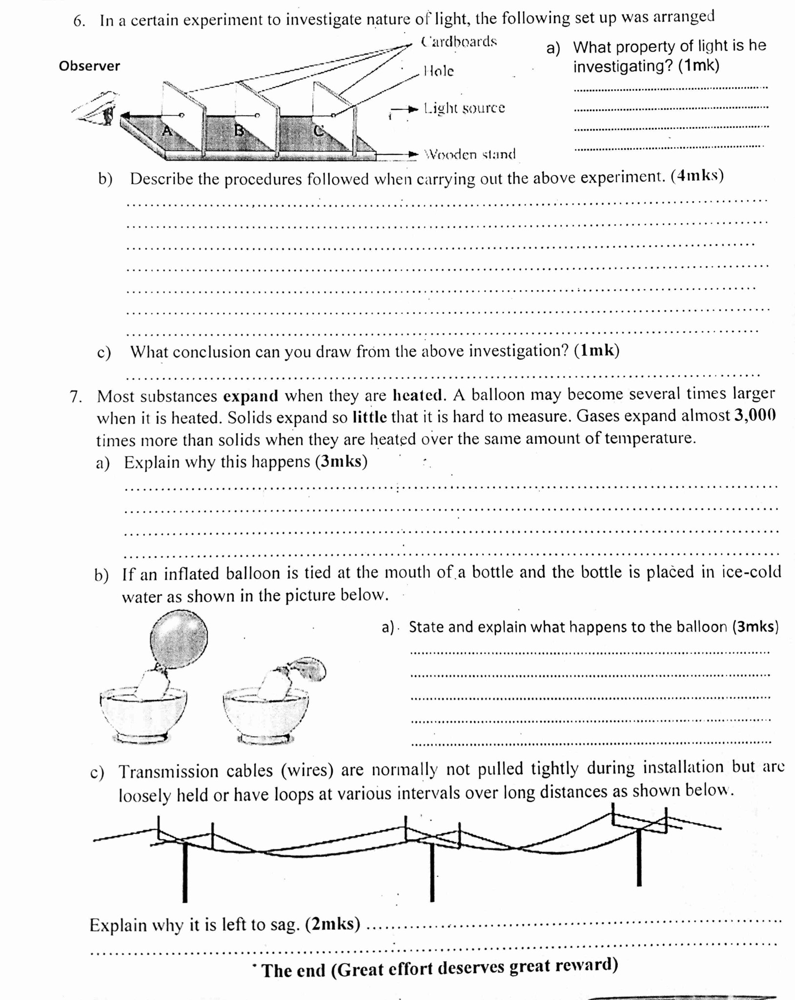 6. In a certain experiment to investigate nature of light, the following set up was arranged
Cardboards
Observer
Hole
Light source
A B C
Wooden stand
a) What property of light is he
investigating? (1mk)
b) Describe the procedures followed when carrying out the above experiment. (4mks)
c) What conclusion can you draw from the above investigation? (1mk)
7. Most substances expand when they are heated. A balloon may become several times larger
when it is heated. Solids expand so little that it is hard to measure. Gases expand almost 3,000
times more than solids when they are heated over the same amount of temperature.
a) Explain why this happens (3mks)
b) If an inflated balloon is tied at the mouth of a bottle and the bottle is placed in ice-cold
water as shown in the picture below.
a) State and explain what happens to the balloon (3mks)
c) Transmission cables (wires) are normally not pulled tightly during installation but are
loosely held or have loops at various intervals over long distances as shown below.
Explain why it is left to sag. (2mks)
The end (Great effort deserves great reward)